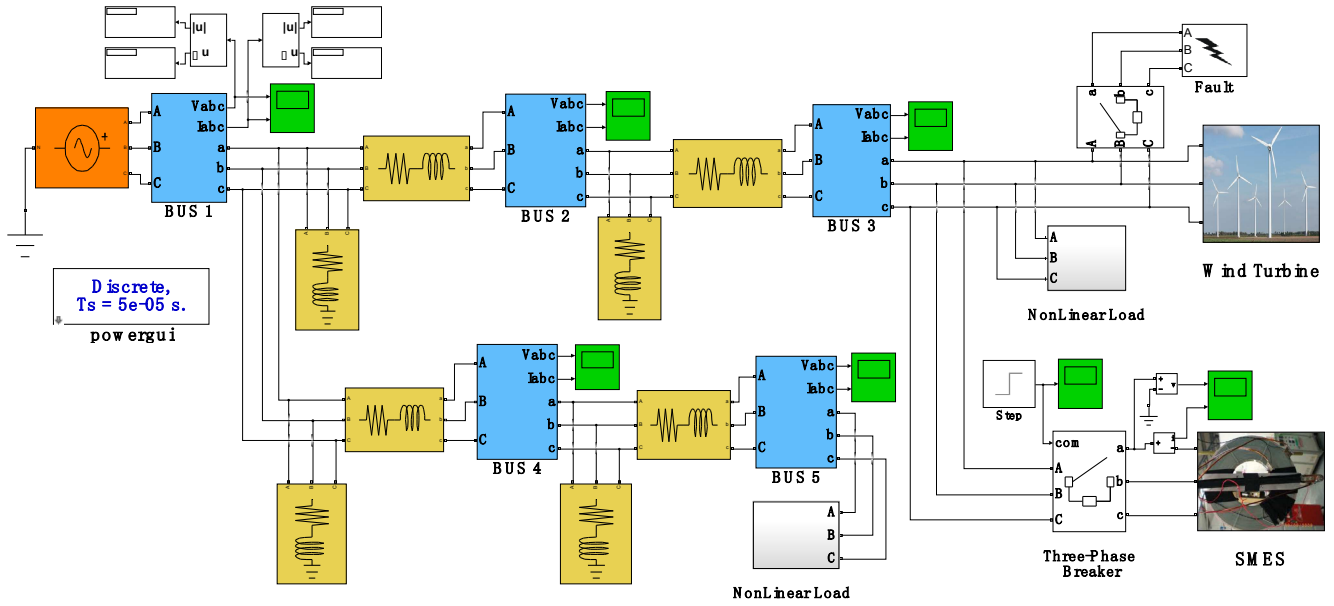 |u|
u
|u|
u
A
B
C
Vabc
Iabc
a
b
c
BUS 1
A
B
C
Vabc
Iabc
a
b
c
BUS 2
A
B
C
Vabc
Iabc
a
b
c
BUS 3
A
B
C
Fault
a
b
c
A
B
C
Wind Turbine
A
B
C
NonLinearLoad
Discrete,
Ts = 5e-05 s.
powergui
A
B
C
Vabc
Iabc
a
b
c
BUS 4
A
B
C
Vabc
Iabc
a
b
c
BUS 5
A
B
C
NonLinearLoad
Step
com
A
B
C
a
b
c
Three-Phase
Breaker
SMES